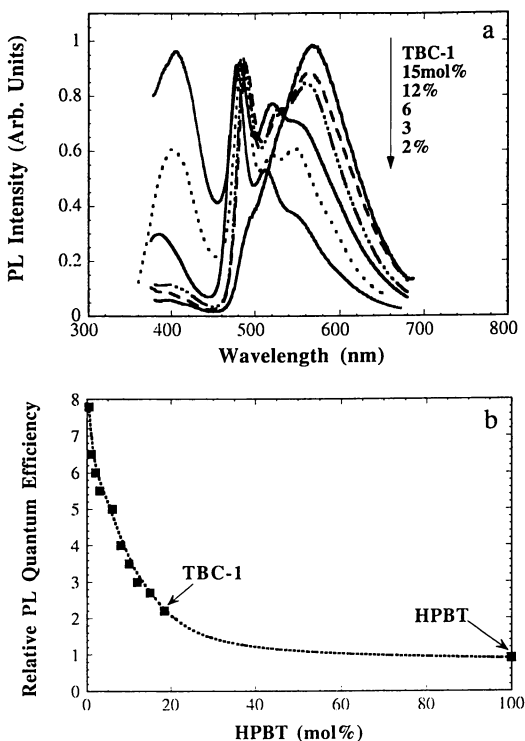 a
PL Intensity (Arb. Units)
1
0.8
0.6
0.4
0.2
0
TBC-1
15mol%
12%
6
3
2%
300 400 500 600 700 800
Wavelength (nm)
b
Relative PL Quantum Efficiency
8
7
6
5
4
3
2
1
0
TBC-1
HPBT
0 20 40 60 80 100
HPBT (mol%)